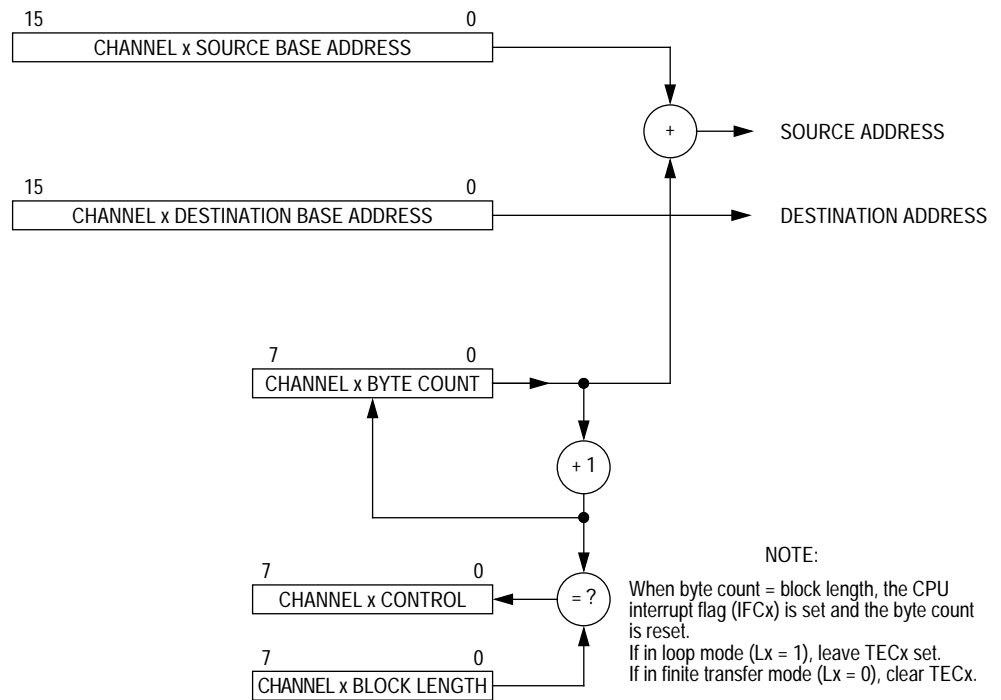 15 0
CHANNEL x SOURCE BASE ADDRESS
+
SOURCE ADDRESS
15 0
CHANNEL x DESTINATION BASE ADDRESS
DESTINATION ADDRESS
7 0
CHANNEL x BYTE COUNT
+ 1
7 0
CHANNEL x CONTROL
= ?
7 0
CHANNEL x BLOCK LENGTH
NOTE:
When byte count = block length, the CPU
interrupt flag (IFCx) is set and the byte count
is reset.
If in loop mode (Lx = 1), leave TECx set.
If in finite transfer mode (Lx = 0), clear TECx.